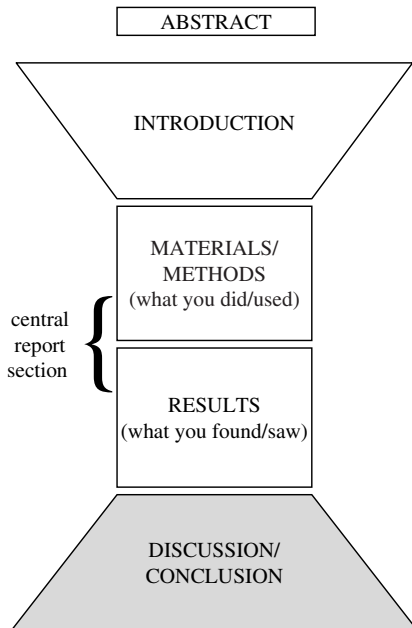 ABSTRACT
INTRODUCTION
MATERIALS/
METHODS
(what you did/used)
central
report
section
RESULTS
(what you found/saw)
DISCUSSION/
CONCLUSION